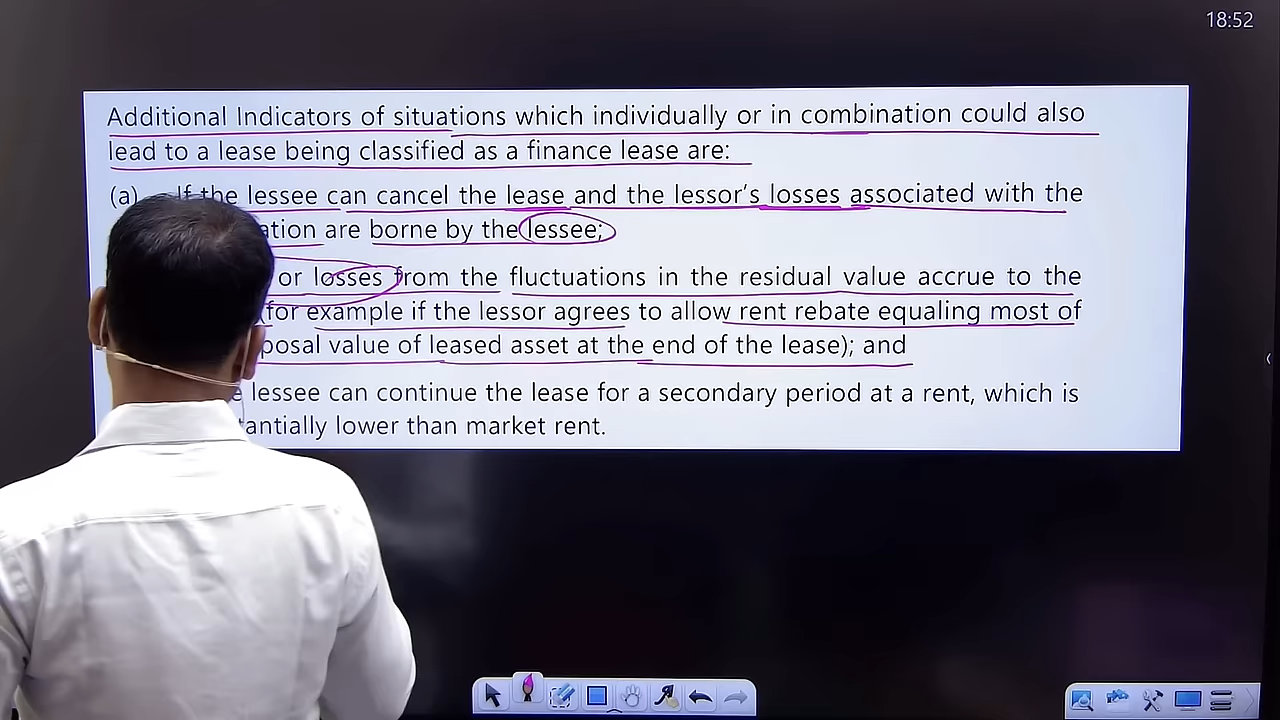 18:52
Additional Indicators of situations which individually or in combination could also
lead to a lease being classified as a finance lease are:
(a) If the lessee can cancel the lease and the lessor's losses associated with the
ation are borne by the lessee;
or losses from the fluctuations in the residual value accrue to the
(for example if the lessor agrees to allow rent rebate equaling most of
posal value of leased asset at the end of the lease); and
e lessee can continue the lease for a secondary period at a rent, which is
tantially lower than market rent.